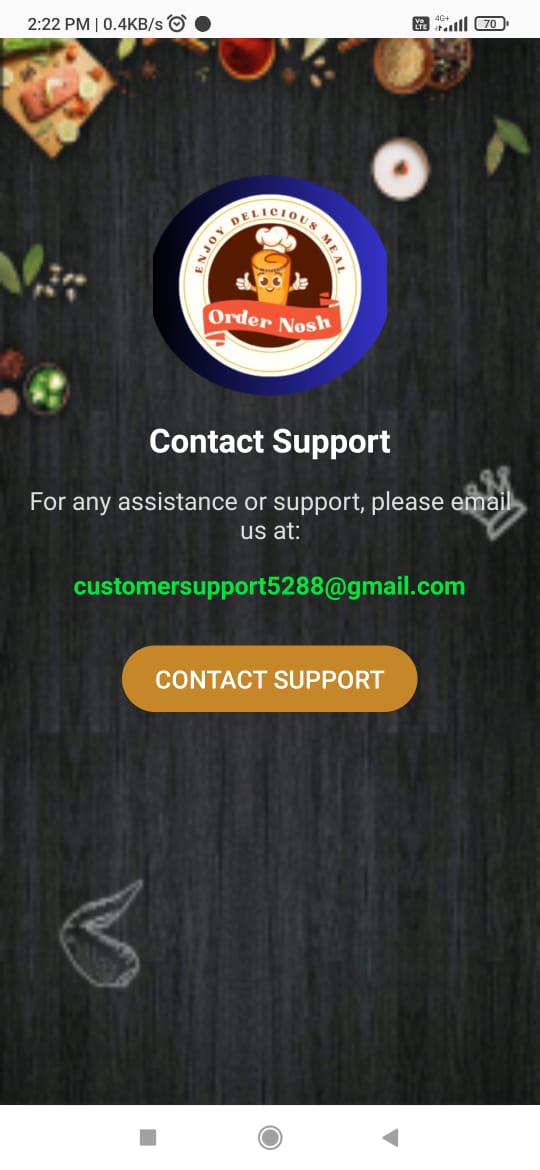 2:22 PM | 0.4KB/s
Vo
LTE
4G+
70
ENJOY DELICIOUS MEAL
Order Nosh
Contact Support
For any assistance or support, please email
us at:
customersupport5288@gmail.com
CONTACT SUPPORT